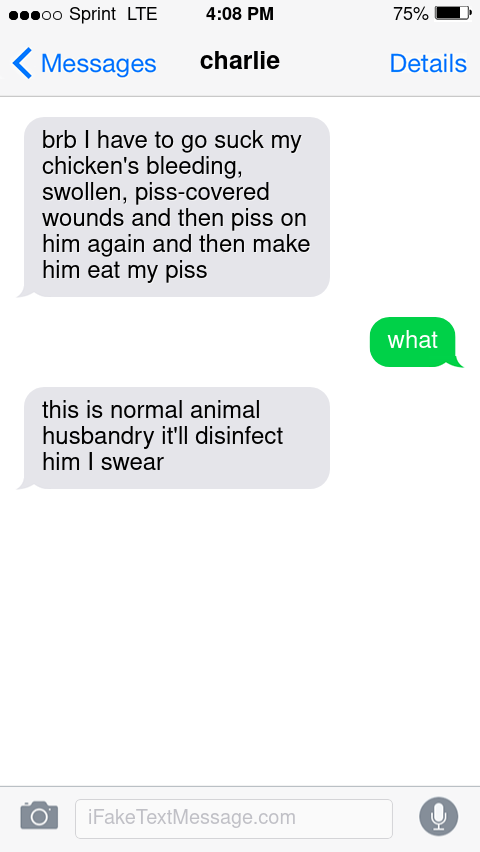 Sprint LTE 4:08 PM 75%
Messages charlie Details
brb I have to go suck my
chicken's bleeding,
swollen, piss-covered
wounds and then piss on
him again and then make
him eat my piss
what
this is normal animal
husbandry it'll disinfect
him I swear
iFakeTextMessage.com